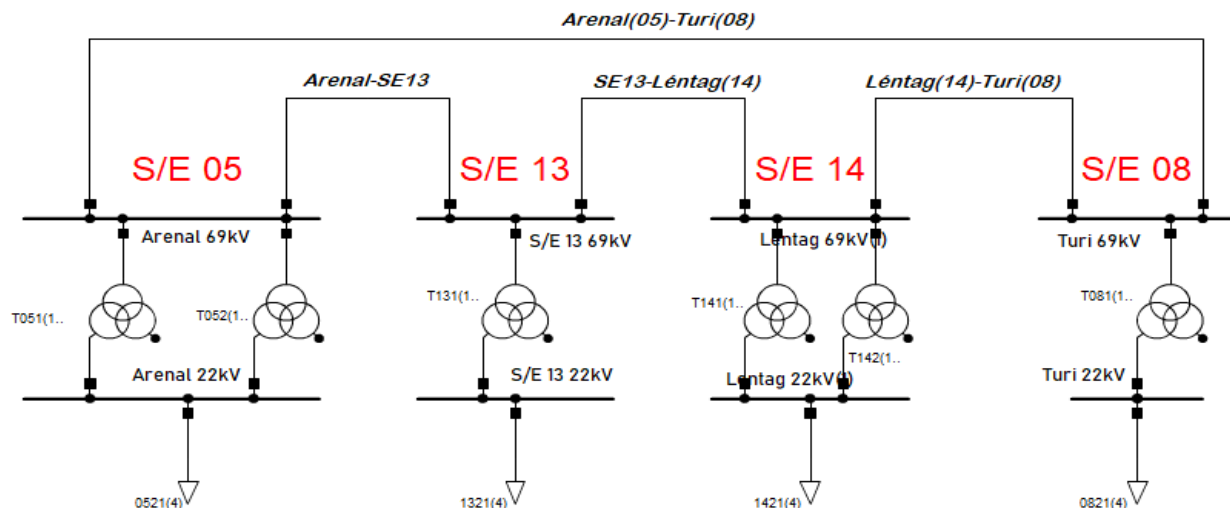 Arenal(05)-Turi(08)
Arenal-SE13
SE13-Léntag(14)
Léntag(14)-Turi(08)
S/E 05
S/E 13
S/E 14
S/E 08
Arenal 69kV
S/E 13 69kV
Lentag 69kV(1)
Turi 69kV
T051(1..
T052(1..
T131(1..
T141(1..
T142(1..
T081(1..
Arenal 22kV
S/E 13 22kV
Lentag 22kV(1)
Turi 22kV
0521(4)
1321(4)
1421(4)
0821(4)